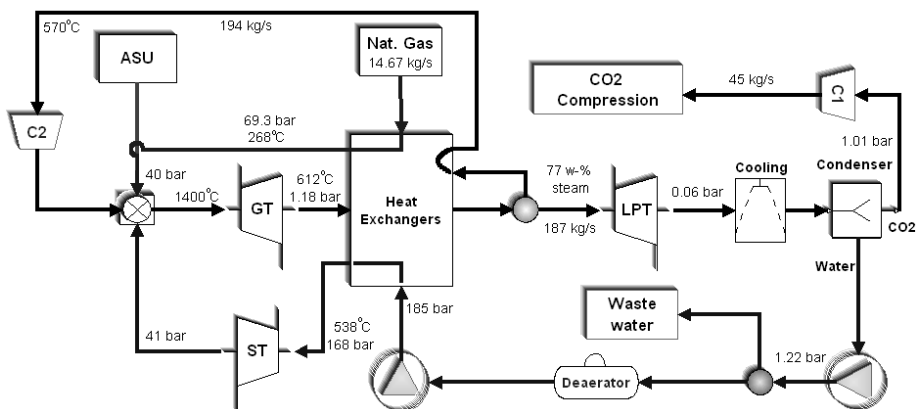 570°C
194 kg/s
ASU
Nat. Gas
14.67 kg/s
CO2
Compression
45 kg/s
C1
C2
69.3 bar
268°C
1.01 bar
40 bar
1400°C
GT
612°C
1.18 bar
Heat
Exchangers
77 w-%
steam
187 kg/s
LPT
0.06 bar
Cooling
Condenser
CO2
Water
41 bar
ST
538°C
168 bar
185 bar
Waste
water
1.22 bar
Deaerator